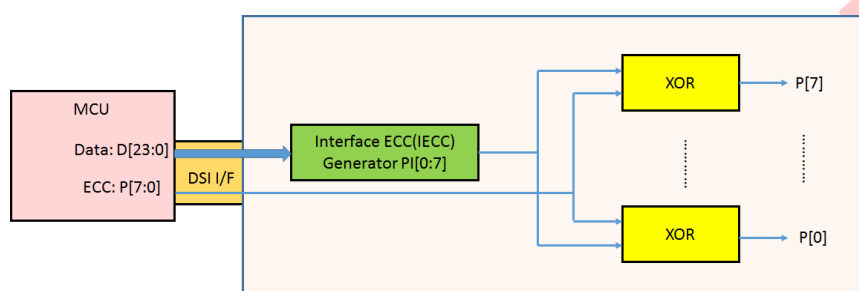 MCU
Data: D[23:0]
ECC: P[7:0]
DSI I/F
Interface ECC(IECC)
Generator PI[0:7]
XOR
P[7]
XOR
P[0]